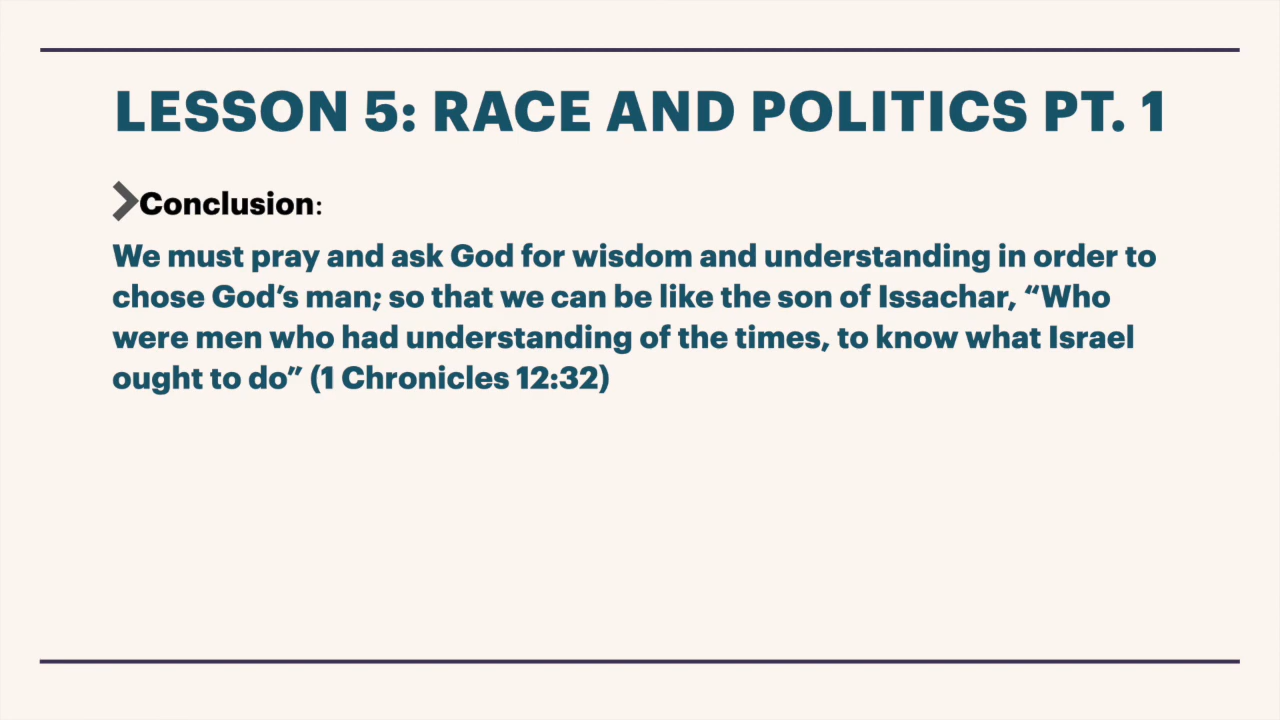 LESSON 5: RACE AND POLITICS PT. 1
Conclusion:
We must pray and ask God for wisdom and understanding in order to
chose God’s man; so that we can be like the son of Issachar, “Who
were men who had understanding of the times, to know what Israel
ought to do” (1 Chronicles 12:32)